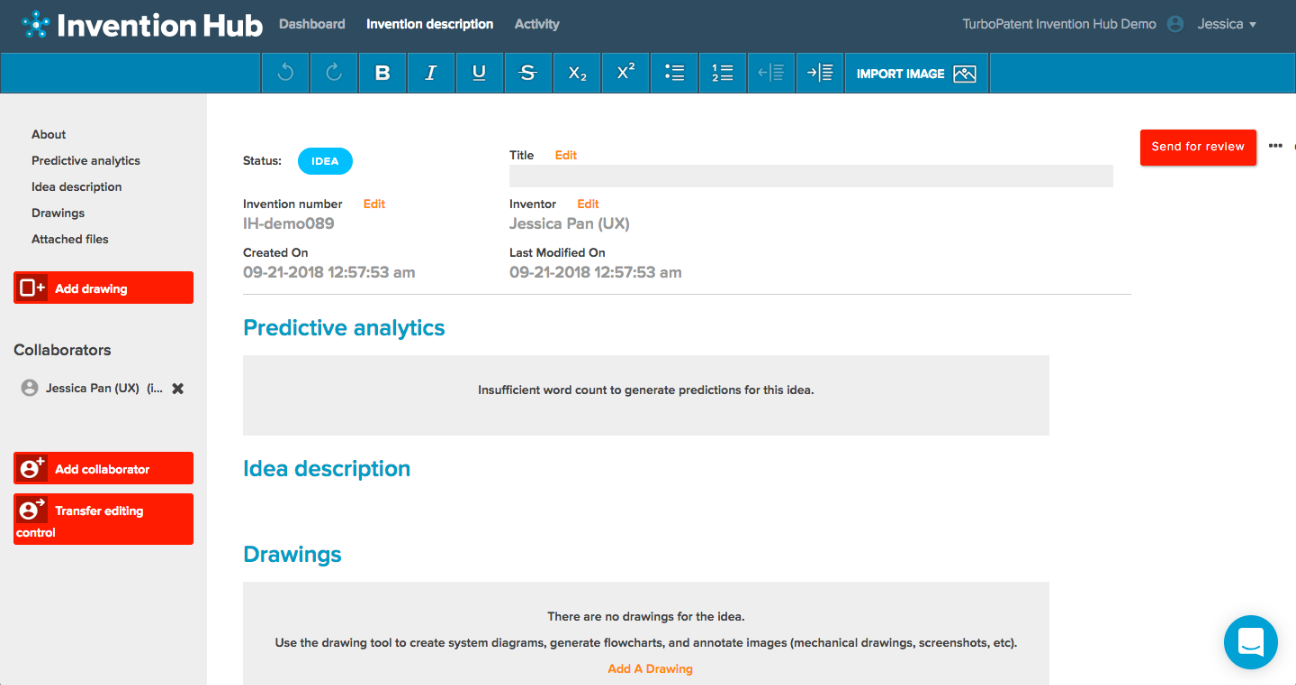 Invention Hub Dashboard Invention description Activity TurboPatent Invention Hub Demo Jessica
B I U S X₂ X² IMPORT IMAGE
About
Predictive analytics
Idea description
Drawings
Attached files
Add drawing
Collaborators
Jessica Pan (UX) (i...
Add collaborator
Transfer editing
control
Status: IDEA
Title Edit
Send for review
Invention number Edit
IH-demo089
Inventor Edit
Jessica Pan (UX)
Created On
09-21-2018 12:57:53 am
Last Modified On
09-21-2018 12:57:53 am
Predictive analytics
Insufficient word count to generate predictions for this idea.
Idea description
Drawings
There are no drawings for the idea.
Use the drawing tool to create system diagrams, generate flowcharts, and annotate images (mechanical drawings, screenshots, etc).
Add A Drawing